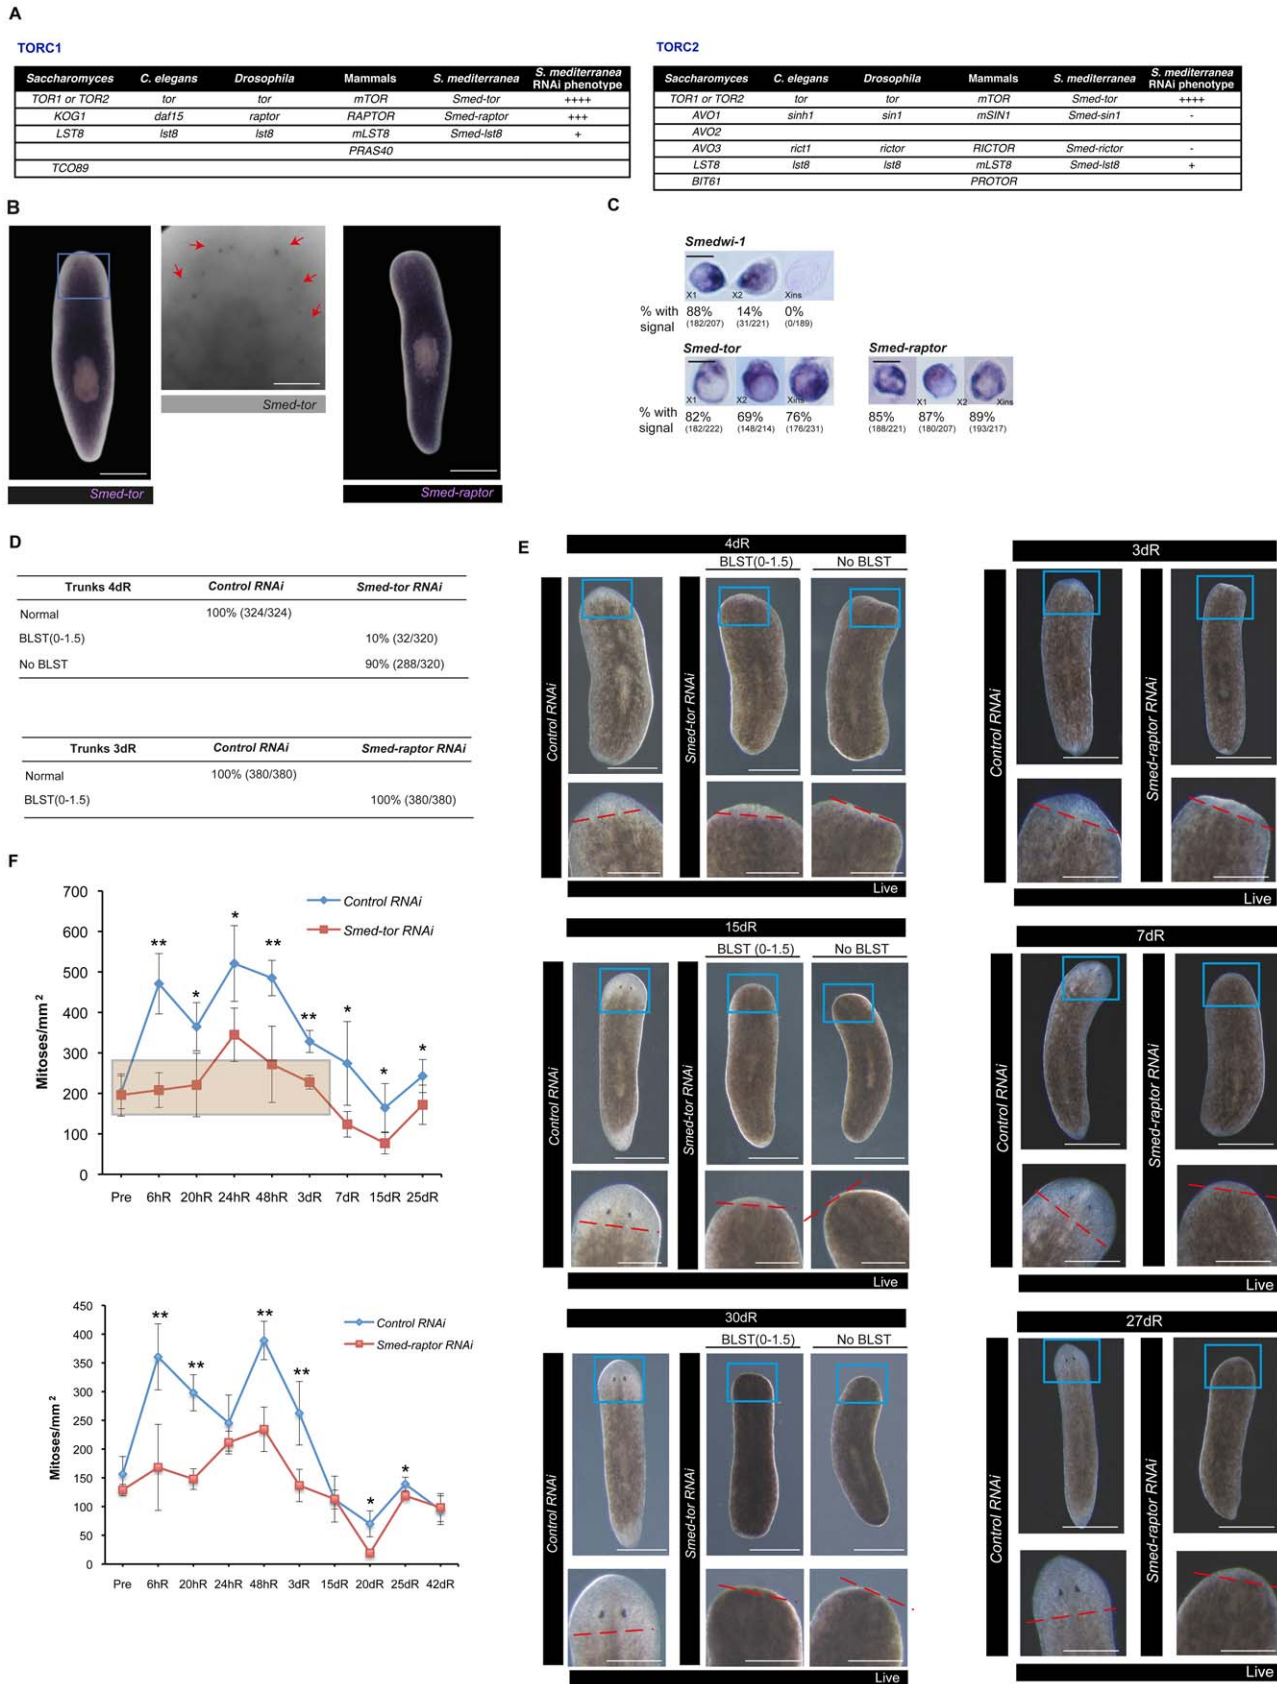 A
TORC1
Saccharomyces C. elegans Drosophila Mammals S. mediterranea S. mediterranea RNAi phenotype
TOR1 or TOR2 tor tor mTOR Smed-tor ++++
KOG1 daf15 raptor RAPTOR Smed-raptor +++
LST8 lst8 lst8 mLST8 Smed-lst8 +
PRAS40
TCO89
TORC2
Saccharomyces C. elegans Drosophila Mammals S. mediterranea S. mediterranea RNAi phenotype
TOR1 or TOR2 tor tor mTOR Smed-tor ++++
AVO1 sinh1 sin1 mSIN1 Smed-sin1 -
AVO2
AVO3 rict1 rictor RICTOR Smed-rictor -
LST8 lst8 lst8 mLST8 Smed-lst8 +
BIT61 PROTOR
B
Smed-tor
Smed-tor
Smed-raptor
C
Smedwi-1
X1 X2 Xins
% with signal
88% 14% 0%
(182/207) (31/221) (0/189)
Smed-tor
X1 X2 Xins
% with signal
82% 69% 76%
(182/222) (148/214) (176/231)
Smed-raptor
X1 X2 Xins
85% 87% 89%
(188/221) (180/207) (193/217)
D
Trunks 4dR Control RNAi Smed-tor RNAi
Normal 100% (324/324)
BLST(0-1.5) 10% (32/320)
No BLST 90% (288/320)
Trunks 3dR Control RNAi Smed-raptor RNAi
Normal 100% (380/380)
BLST(0-1.5) 100% (380/380)
E
4dR
BLST(0-1.5) No BLST
Control RNAi
Smed-tor RNAi
Live
3dR
Control RNAi
Smed-raptor RNAi
Live
15dR
BLST (0-1.5) No BLST
Control RNAi
Smed-tor RNAi
Live
7dR
Control RNAi
Smed-raptor RNAi
Live
30dR
BLST(0-1.5) No BLST
Control RNAi
Smed-tor RNAi
Live
27dR
Control RNAi
Smed-raptor RNAi
Live
F
Mitoses/mm²
700
600
500
400
300
200
100
0
Control RNAi
Smed-tor RNAi
** * * ** ** * * *
Pre 6hR 20hR 24hR 48hR 3dR 7dR 15dR 25dR
Mitoses/mm²
450
400
350
300
250
200
150
100
50
0
Control RNAi
Smed-raptor RNAi
** ** ** ** * *
Pre 6hR 20hR 24hR 48hR 3dR 15dR 20dR 25dR 42dR